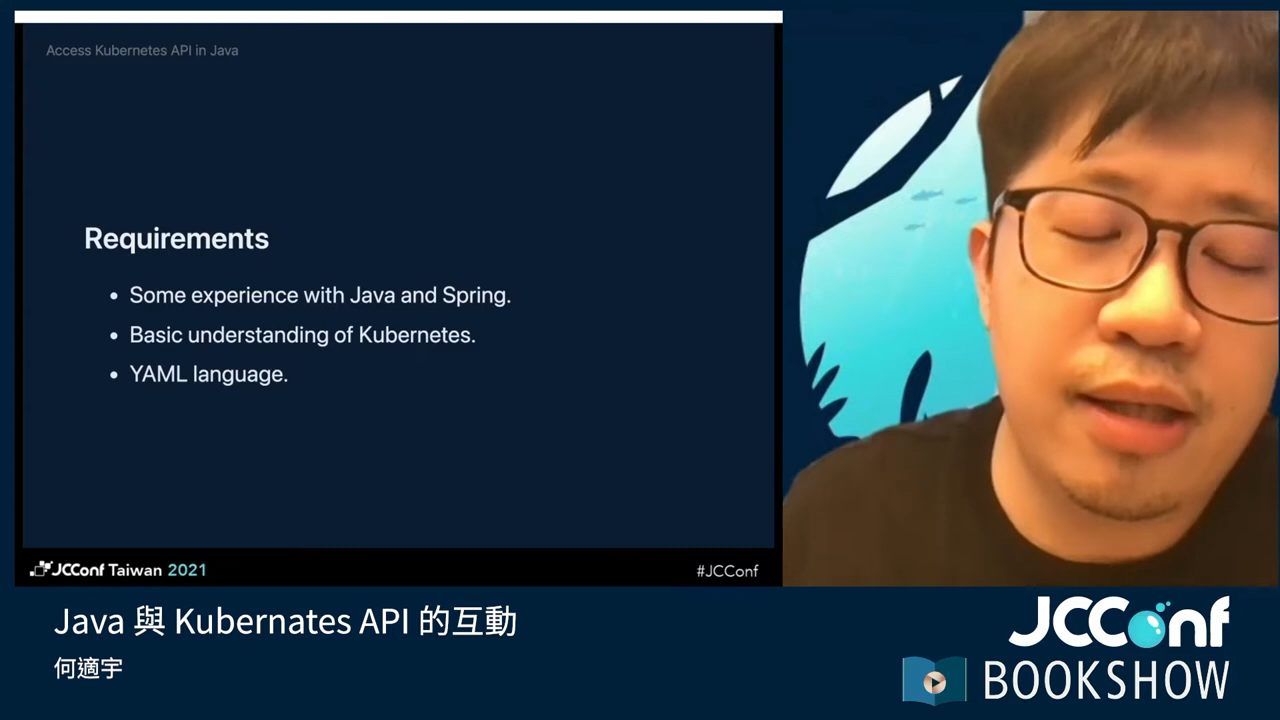 Access Kubernetes API in Java
Requirements
• Some experience with Java and Spring.
• Basic understanding of Kubernetes.
• YAML language.
JCConf Taiwan 2021
#JCConf
Java 與 Kubernates API 的互動
何適宇
JCConf
BOOKSHOW